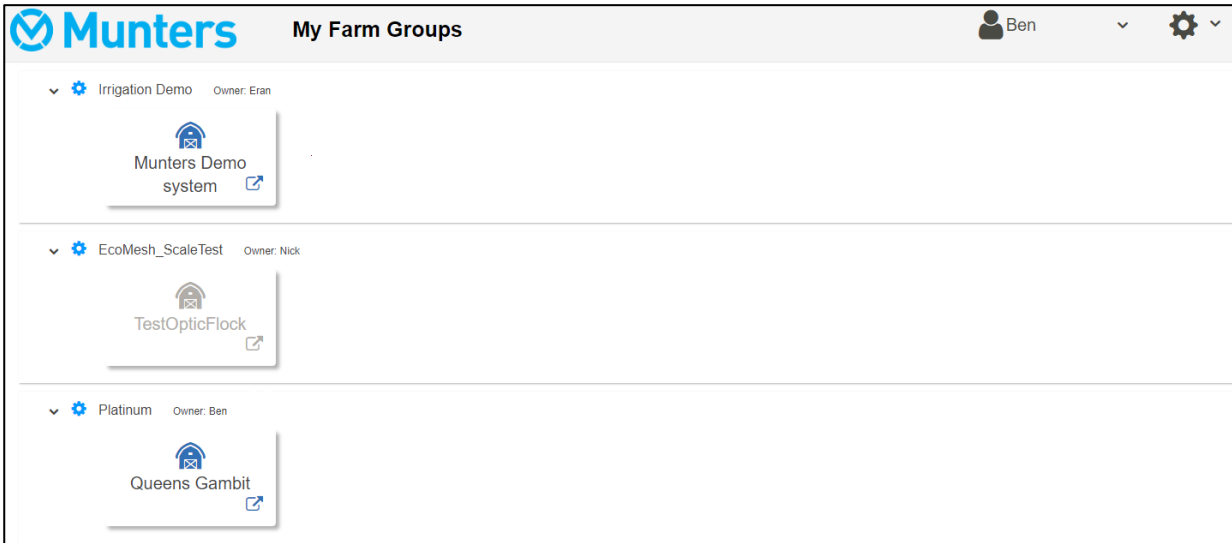 Munters My Farm Groups Ben
Irrigation Demo Owner: Eran
Munters Demo
system
EcoMesh_ScaleTest Owner: Nick
TestOpticFlock
Platinum Owner: Ben
Queens Gambit